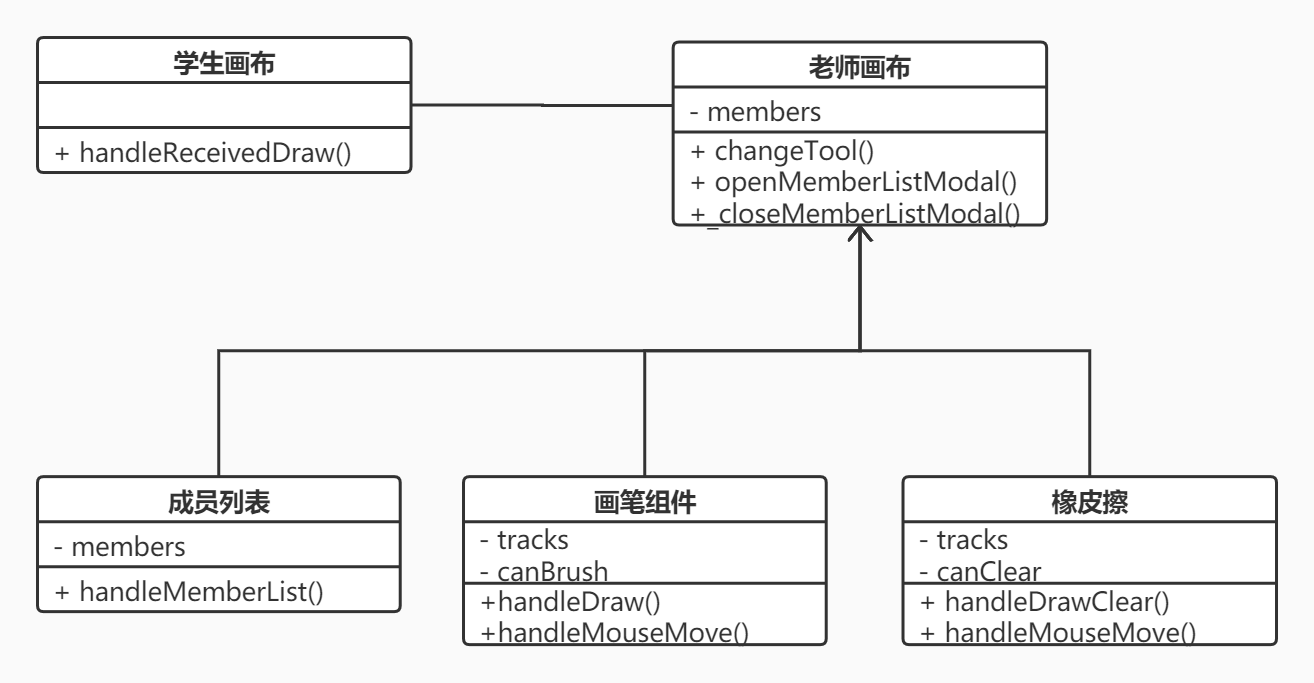 学生画布
+ handleReceivedDraw()
老师画布
- members
+ changeTool()
+ openMemberListModal()
+_closeMemberListModal()
成员列表
- members
+ handleMemberList()
画笔组件
- tracks
- canBrush
+handleDraw()
+handleMouseMove()
橡皮擦
- tracks
- canClear
+ handleDrawClear()
+ handleMouseMove()